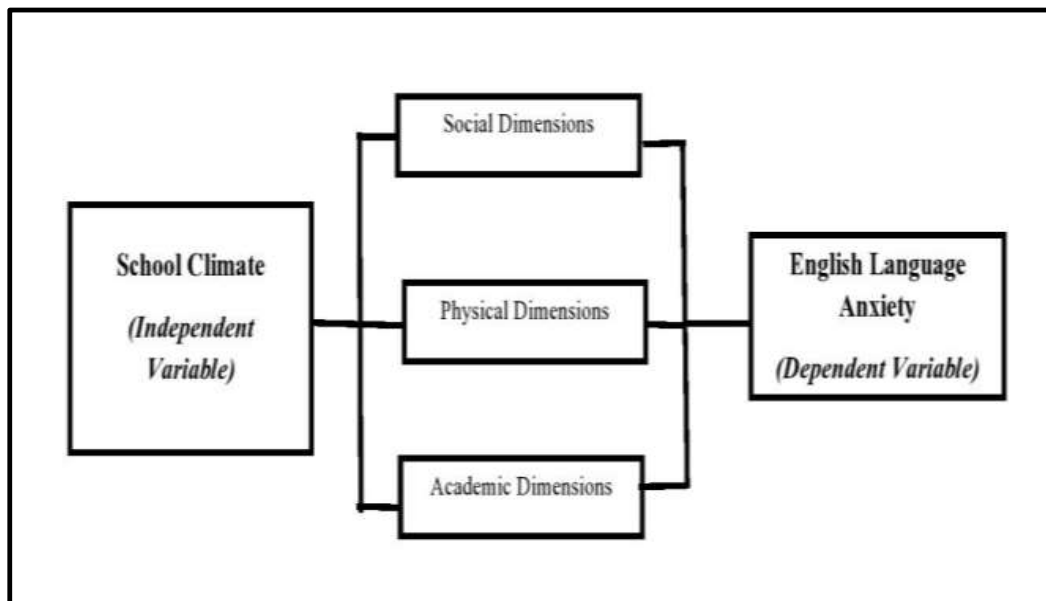 Social Dimensions
School Climate
(Independent
Variable)
Physical Dimensions
English Language
Anxiety
(Dependent Variable)
Academic Dimensions